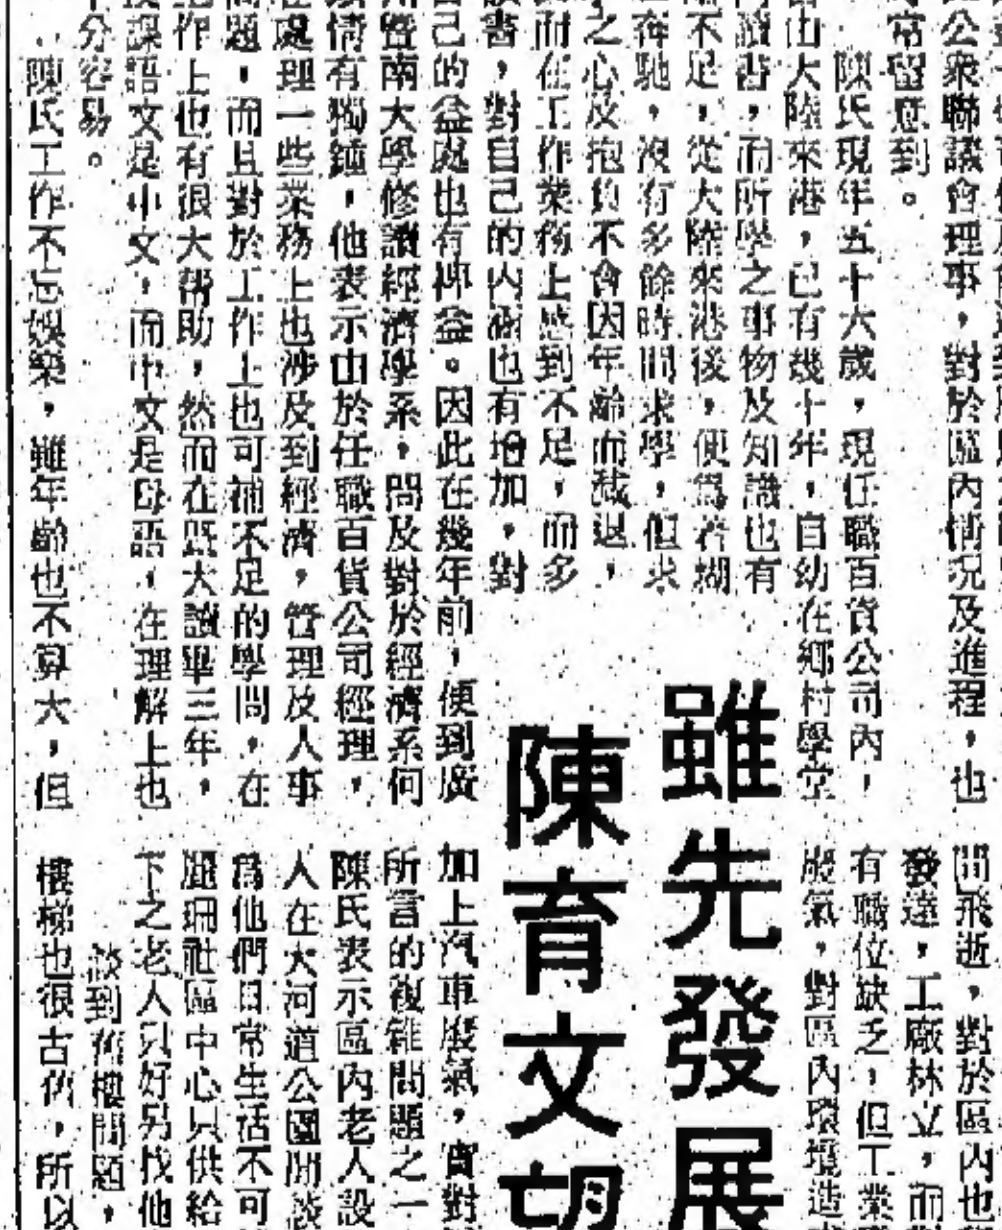 公衆聯議會理事，對於區內情況及進程，也
常留意到。
陳氏現年五十六歲，現任職百貨公司內，
由大陸來港，已有幾十年，自幼在鄉村學堂
讀書，而所學之事物及知識也有
不足，從大陸來港後，便爲着糊
奔馳，沒有多餘時間求學，但求
之心及抱負不會因年齡而減退，
而在工作業務上感到不足，而多
書，對自己的內涵也有增加，對
己的益處也有裨益。因此在幾年前，便到廣
暨南大學修讀經濟學系，問及對於經濟系何
情有獨鍾，他表示由於任職百貨公司經理，
處理一些業務上也涉及到經濟，管理及人事
問題，而且對於工作上也可補不足的學問，在
作上也有很大幫助，然而在旣大讀畢三年，
課語文是中文，而中文是母語，在理解上也
分容易。
陳氏工作不忘娛樂，雖年齡也不算大，但
雖先發展
陳育文望
間飛逝，對於區內也
發達，工廠林立，而
有職位缺乏，但工業
廢氣，對區內環境造
加上汽車廢氣，實對
所言的複雜問題之一
陳氏表示區內老人設
人在大河道公園閒談
爲他們日常生活不可
珊社區中心只供給
下之老人只好另找他
談到舊樓問題，
樓梯也很古舊，所以